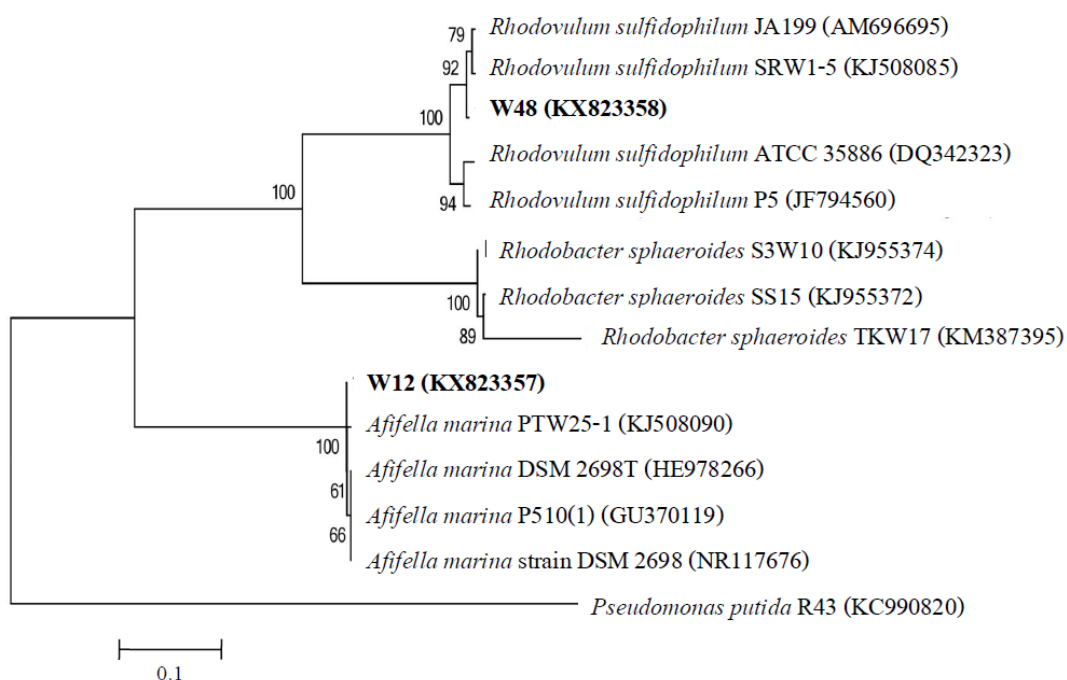 79
Rhodovulum sulfidophilum JA199 (AM696695)
92
Rhodovulum sulfidophilum SRW1-5 (KJ508085)
W48 (KX823358)
100
Rhodovulum sulfidophilum ATCC 35886 (DQ342323)
100
94
Rhodovulum sulfidophilum P5 (JF794560)
Rhodobacter sphaeroides S3W10 (KJ955374)
100
Rhodobacter sphaeroides SS15 (KJ955372)
89
Rhodobacter sphaeroides TKW17 (KM387395)
W12 (KX823357)
Afifella marina PTW25-1 (KJ508090)
100
Afifella marina DSM 2698T (HE978266)
61
Afifella marina P510(1) (GU370119)
66
Afifella marina strain DSM 2698 (NR117676)
Pseudomonas putida R43 (KC990820)
0.1